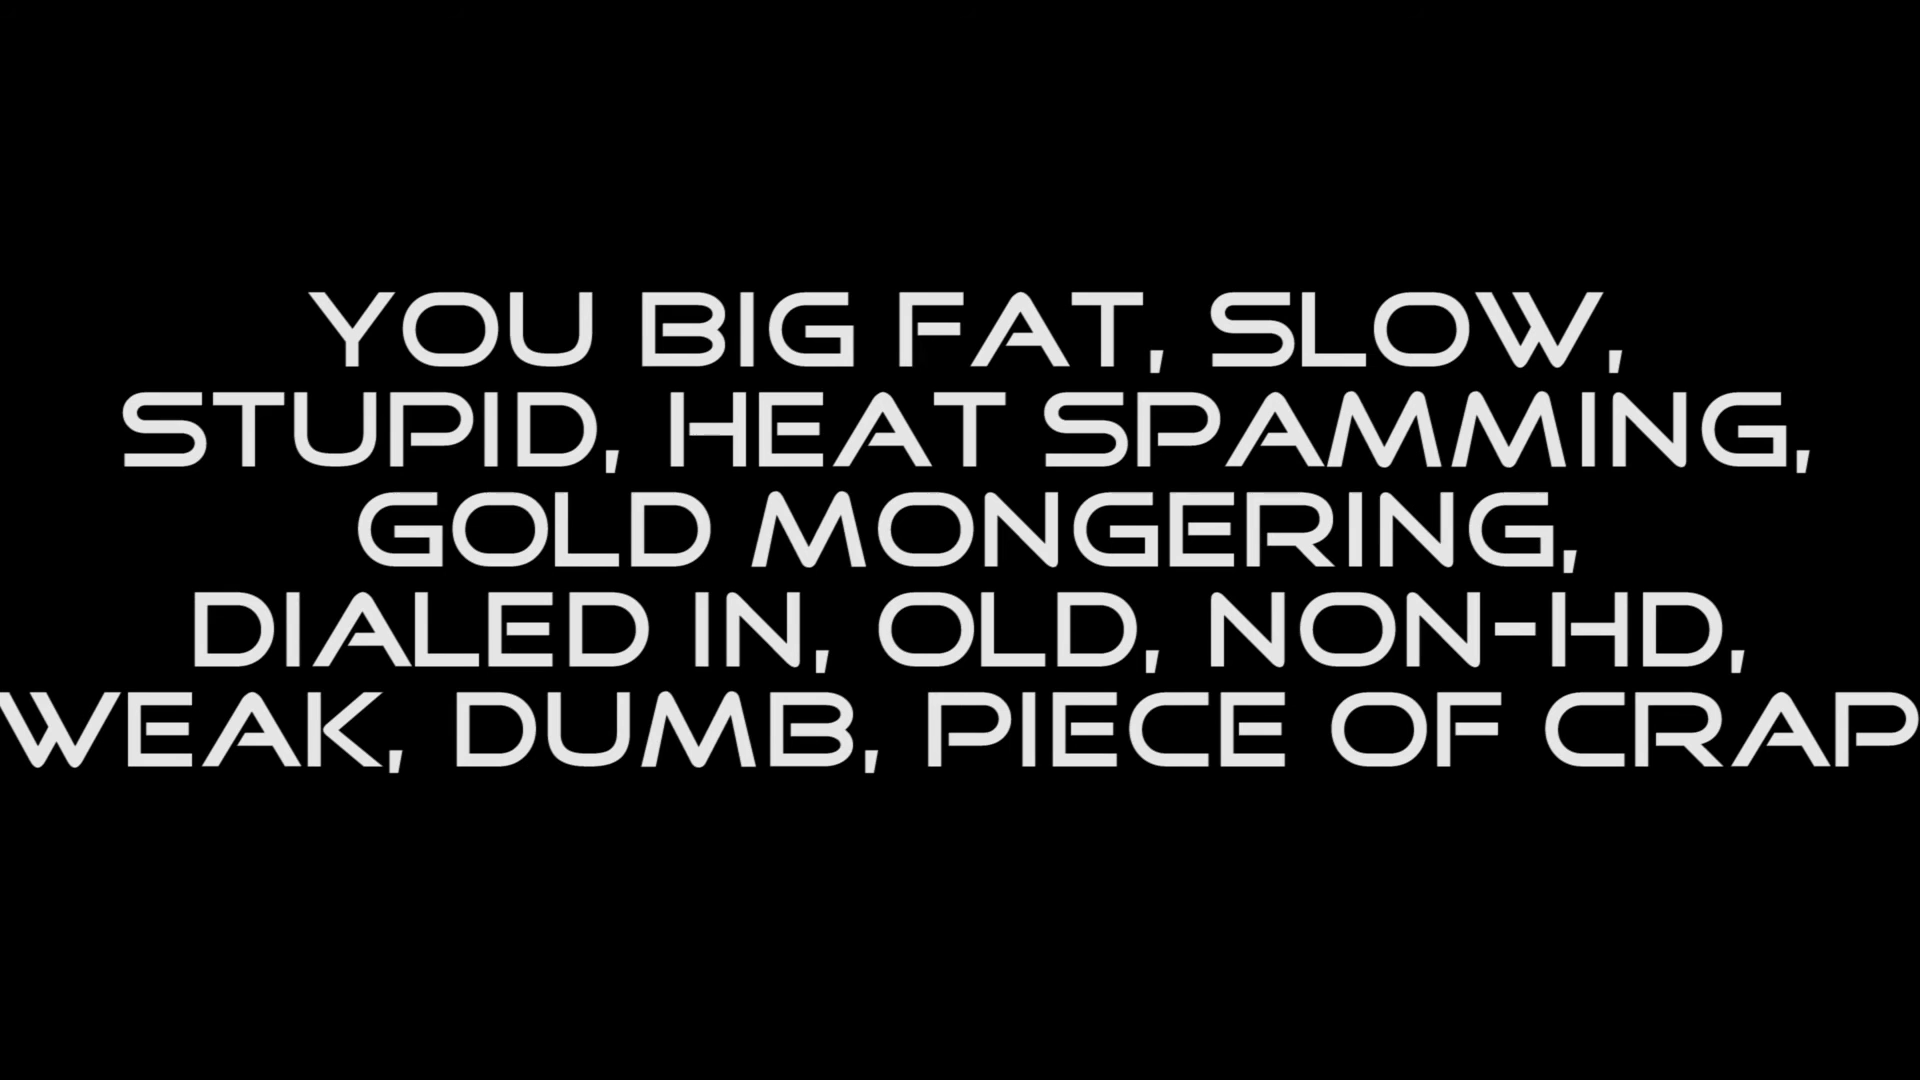 YOU BIG FAT, SLOW,
STUPID, HEAT SPAMMING,
GOLD MONGERING,
DIALED IN, OLD, NON-HD,
WEAK, DUMB, PIECE OF CRAP